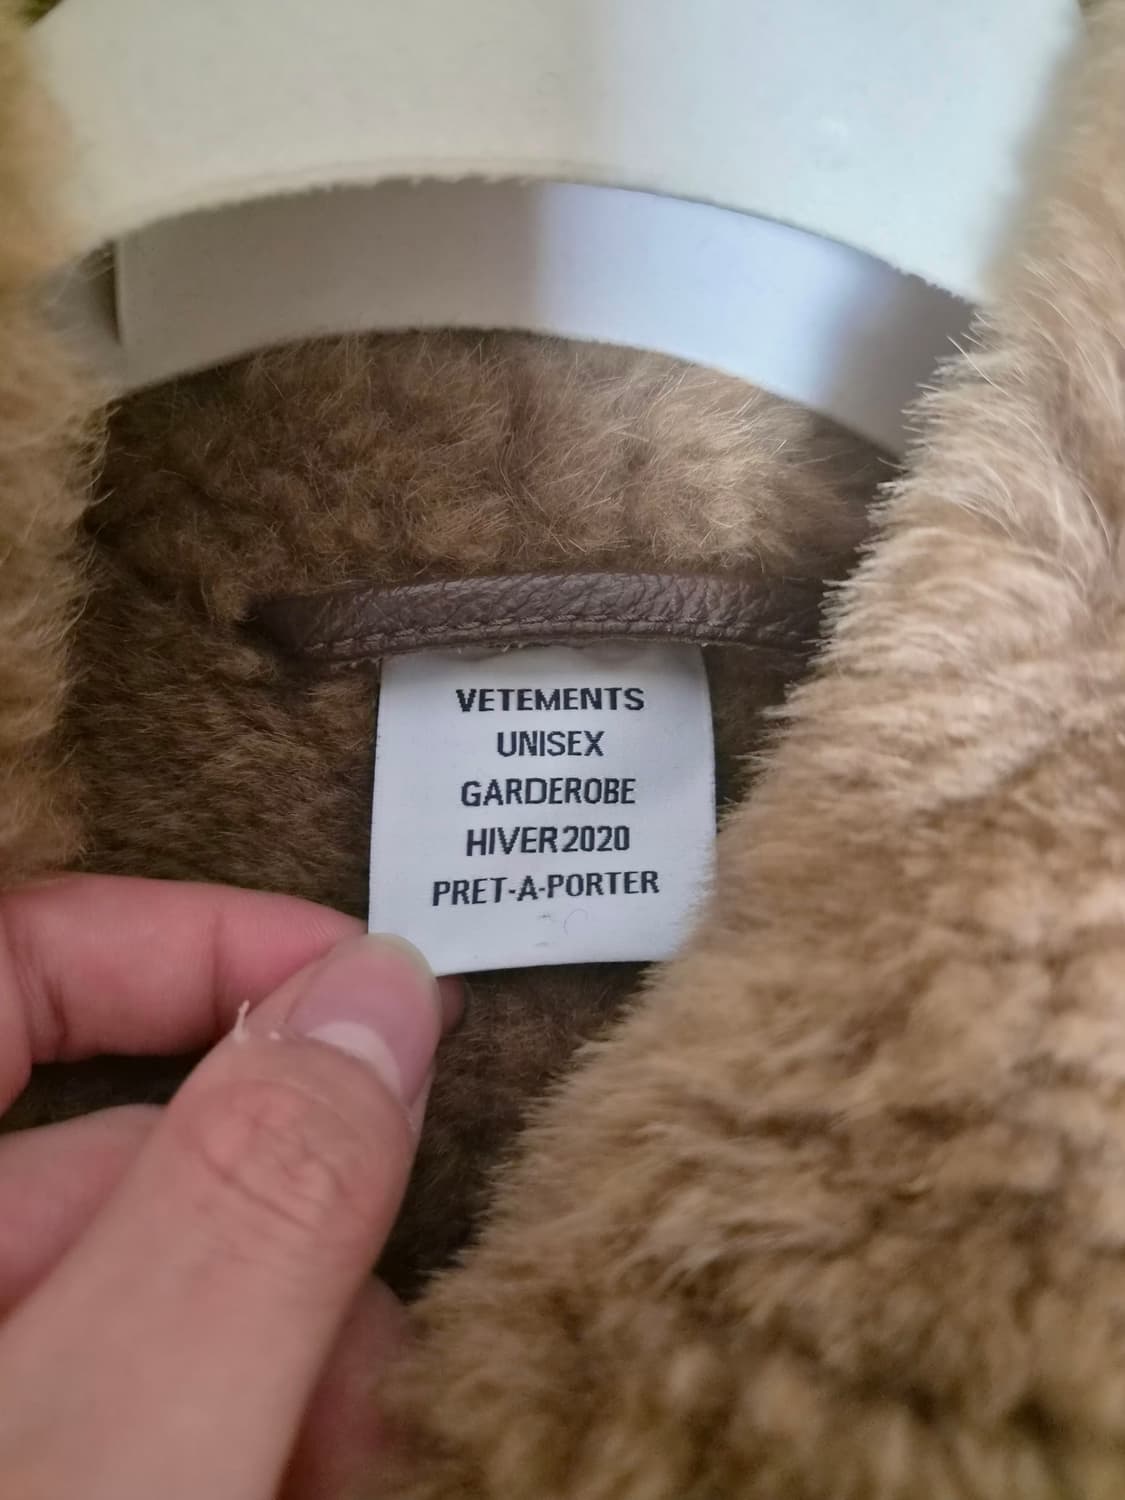 VETEMENTS
UNISEX
GARDEROBE
HIVER2020
PRET-A-PORTER